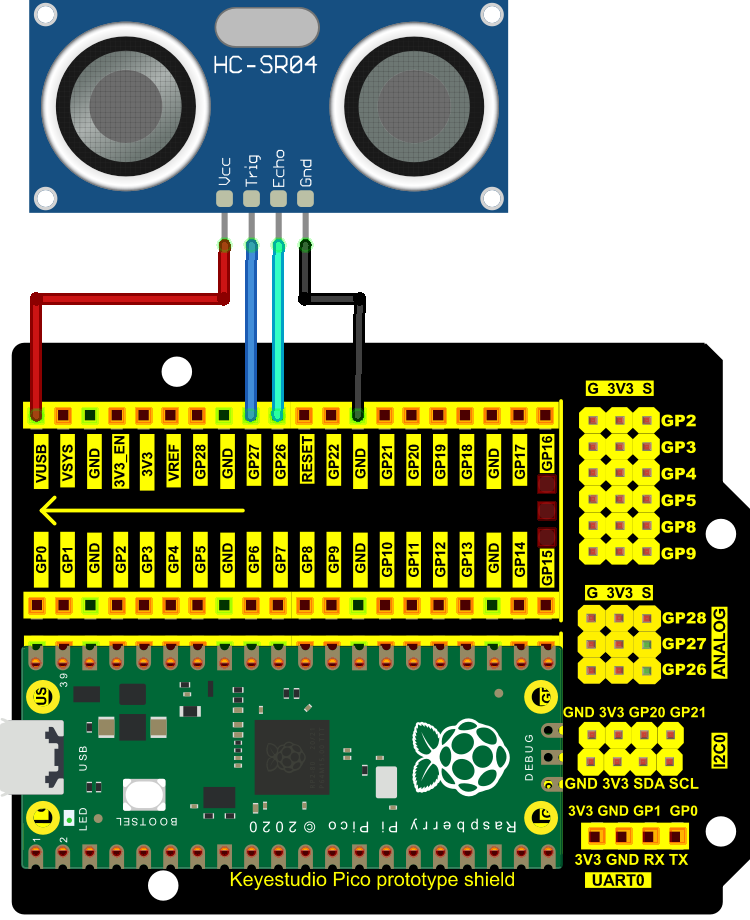 HC-SR04
Vcc Trig Echo Gnd
G 3V3 S
GP2
GP3
GP4
GP5
GP8
GP9
VUSB VSYS GND 3V3_EN 3V3 VREF GP28 GND GP27 GP26 RESET GP22 GND GP21 GP20 GP19 GP18 GND GP17 GP16
GP0 GP1 GND GP2 GP3 GP4 GP5 GND GP6 GP7 GP8 GP9 GND GP10 GP11 GP12 GP13 GND GP14 GP15
G 3V3 S
GP28
GP27
GP26
ANALOG
39
USB
DEBUG
LED
1
2
BOOTSEL
Raspberry Pi Pico © 2020
GND 3V3 GP20 GP21
I2C0
GND 3V3 SDA SCL
3V3 GND GP1 GP0
3V3 GND RX TX
UART0
Keyestudio Pico prototype shield